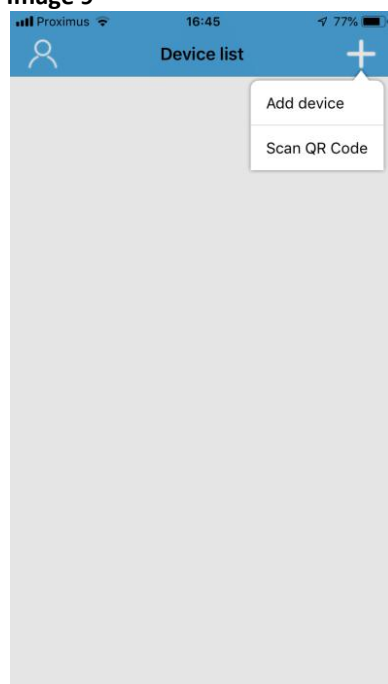 Image 9
Proximus 16:45 77%
Device list
Add device
Scan QR Code